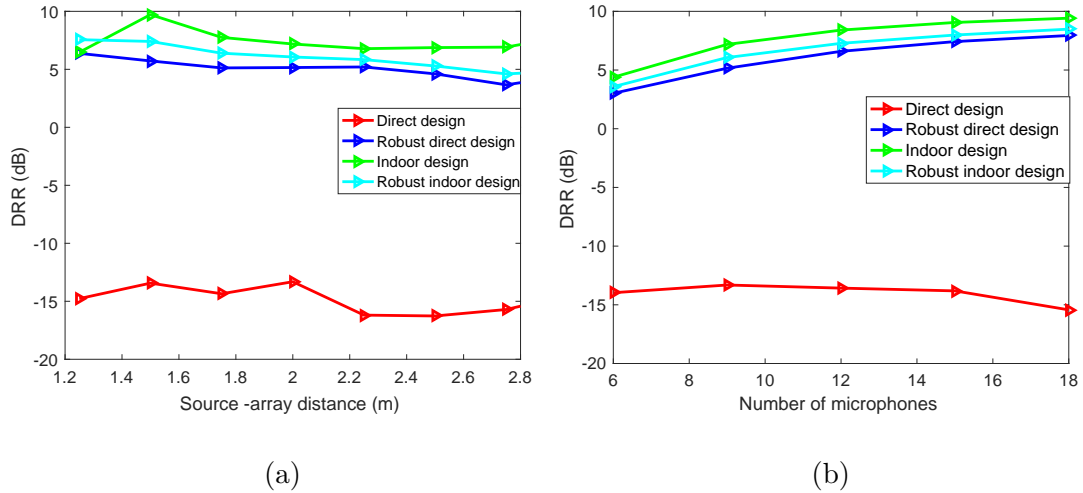 10
5
0
-5
-10
-15
-20
DRR (dB)
1.2 1.4 1.6 1.8 2 2.2 2.4 2.6 2.8
Source -array distance (m)
Direct design
Robust direct design
Indoor design
Robust indoor design
(a)
10
5
0
-5
-10
-15
-20
DRR (dB)
6 8 10 12 14 16 18
Number of microphones
Direct design
Robust direct design
Indoor design
Robust indoor design
(b)